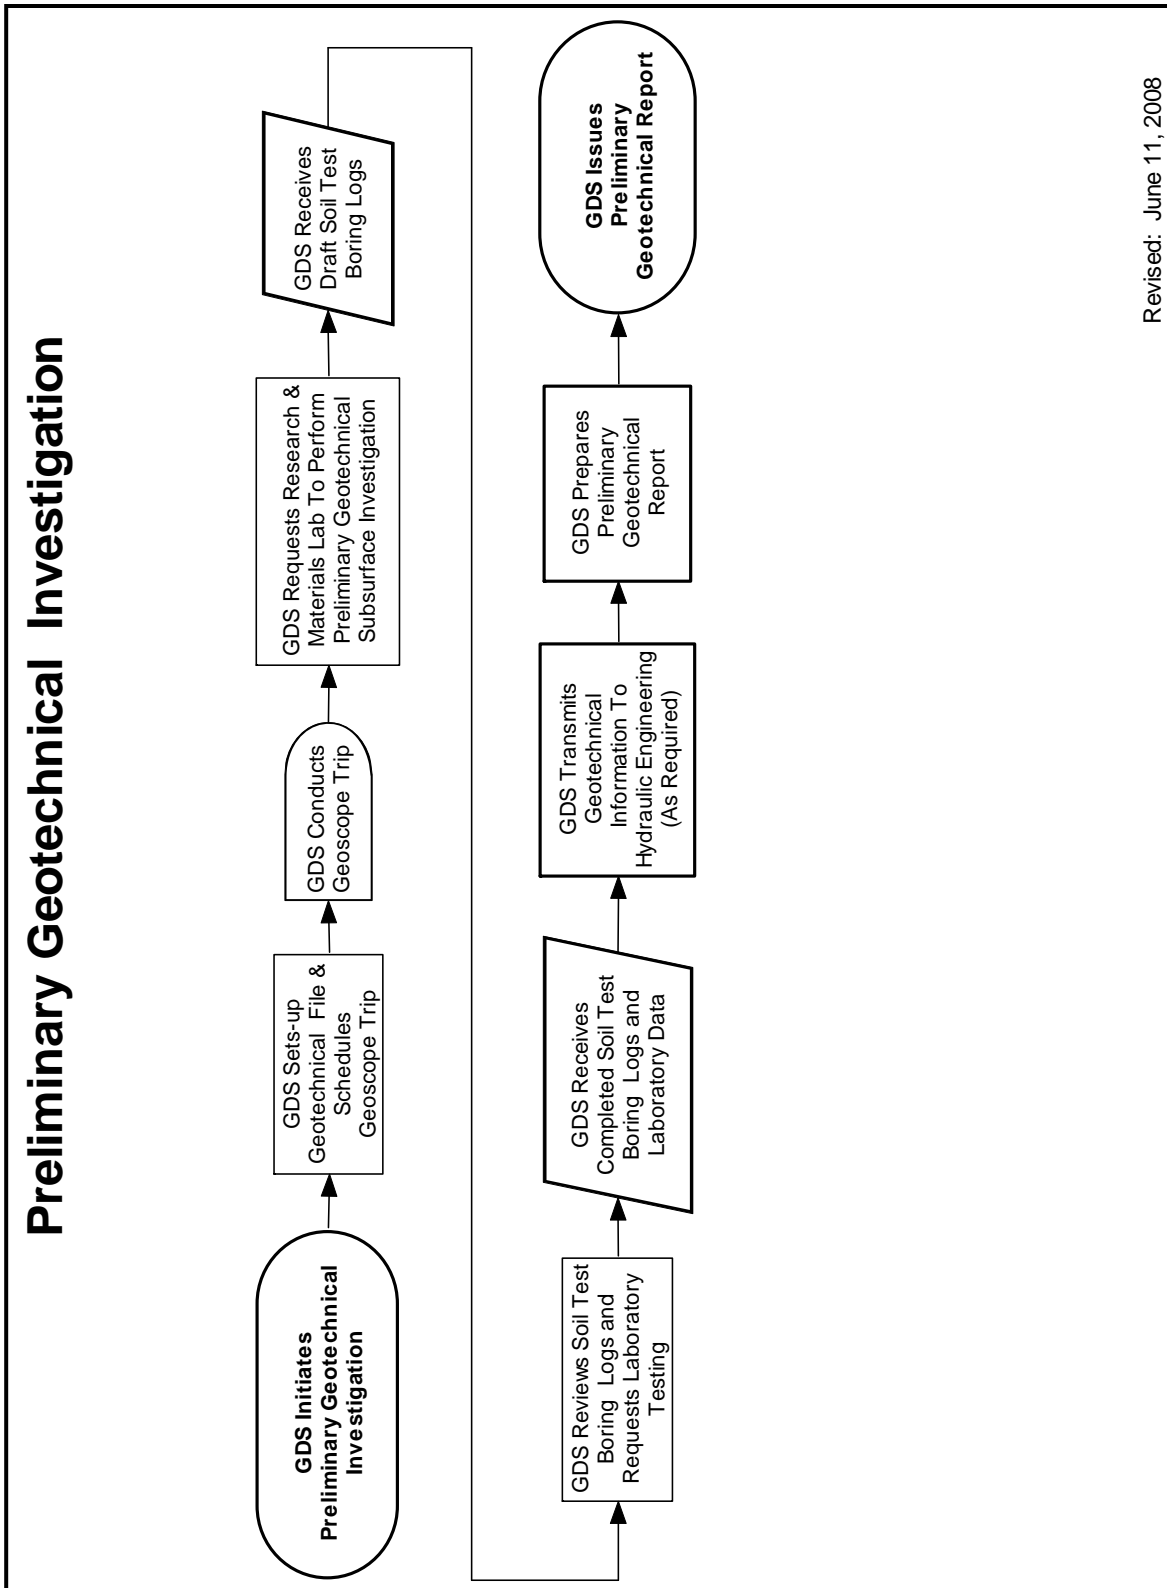 Preliminary Geotechnical Investigation
GDS Initiates
Preliminary Geotechnical
Investigation
GDS Sets-up
Geotechnical File &
Schedules
Geoscope Trip
GDS Conducts
Geoscope Trip
GDS Requests Research &
Materials Lab To Perform
Preliminary Geotechnical
Subsurface Investigation
GDS Receives
Draft Soil Test
Boring Logs
GDS Reviews Soil Test
Boring Logs and
Requests Laboratory
Testing
GDS Receives
Completed Soil Test
Boring Logs and
Laboratory Data
GDS Transmits
Geotechnical
Information To
Hydraulic Engineering
(As Required)
GDS Prepares
Preliminary
Geotechnical
Report
GDS Issues
Preliminary
Geotechnical Report
Revised: June 11, 2008